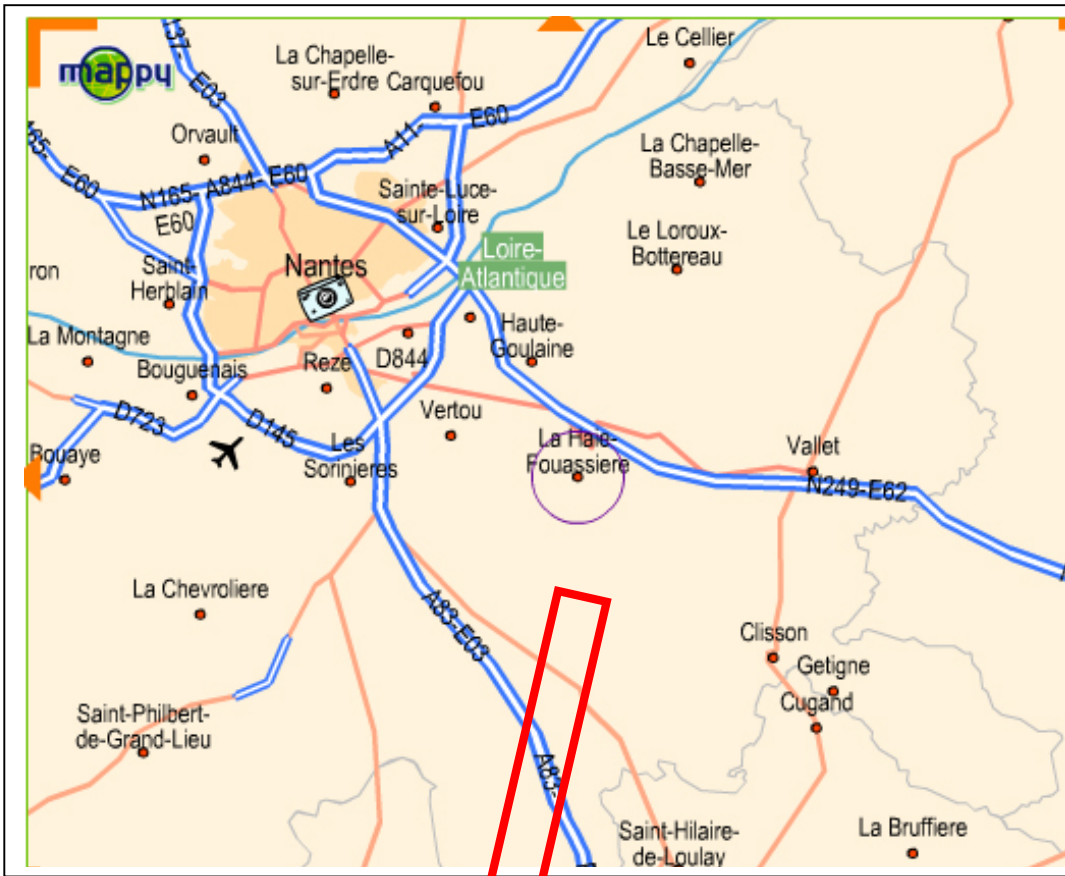 mappy
137-
E03
La Chapelle-
sur-Erdre
Carquefou
Le Cellier
Orvault
A11-
E60
165-
E60
N165-
A844-
E60
E60
Sainte-Luce-
sur-Loire
La Chapelle-
Basse-Mer
Le Loroux-
Bottereau
Loire-
Atlantique
ron
Saint-
Herblain
Nantes
La Montagne
Bouguenais
Reze
D844
Haute-
Goulaine
D723
D145
Vertou
Les
Sorinieres
Bouaye
La Haie-
Fouassiere
Vallet
N249-E62
La Chevroliere
A83-E03
Clisson
Getigne
Cugand
Saint-Philbert-
de-Grand-Lieu
A83-
Saint-Hilaire-
de-Loulay
La Bruffiere